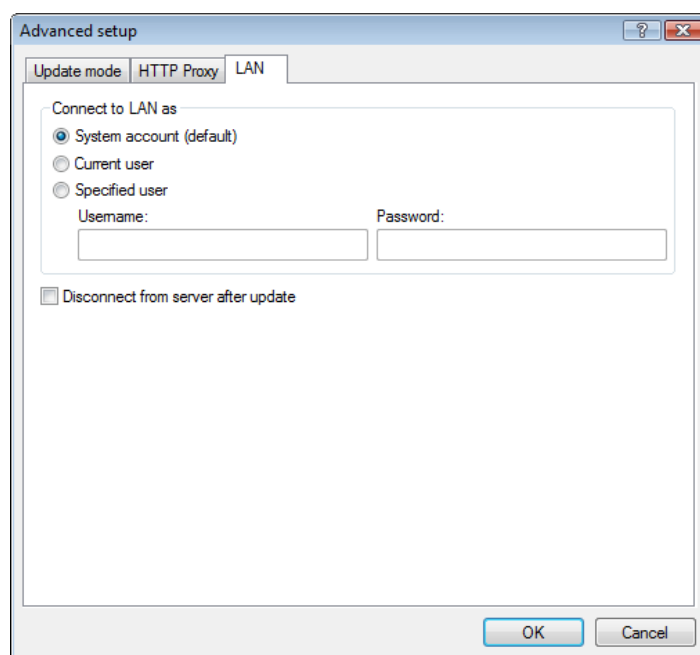 Advanced setup
Update mode HTTP Proxy LAN
Connect to LAN as
System account (default)
Current user
Specified user
Username: Password:
Disconnect from server after update
OK Cancel